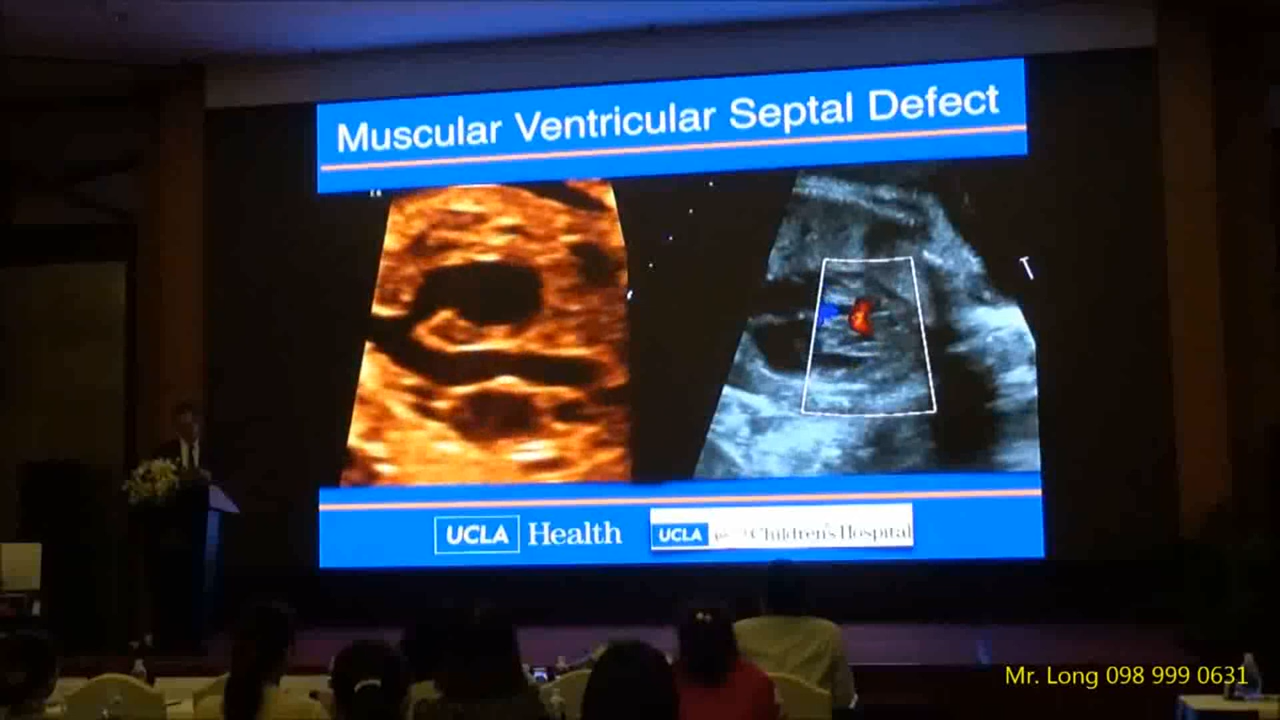 Muscular Ventricular Septal Defect
UCLA Health
UCLA Children's Hospital
Mr. Long 098 999 0631